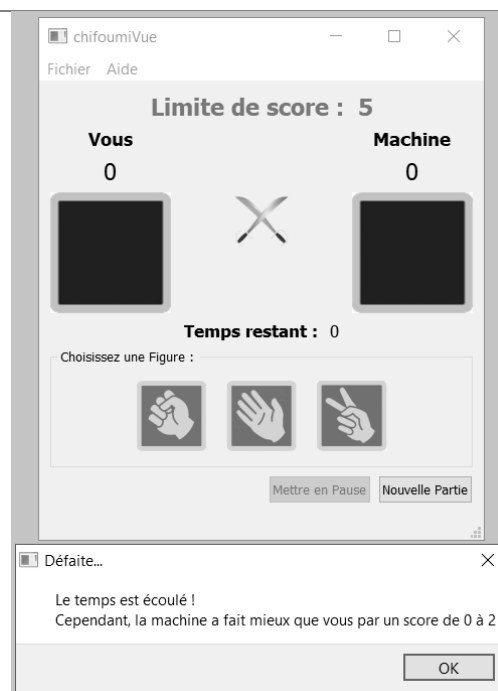 chifoumiVue
Fichier Aide
Limite de score : 5
Vous Machine
0 0
Temps restant : 0
Choisissez une Figure :
Mettre en Pause Nouvelle Partie
Défaite...
Le temps est écoulé !
Cependant, la machine a fait mieux que vous par un score de 0 à 2
OK